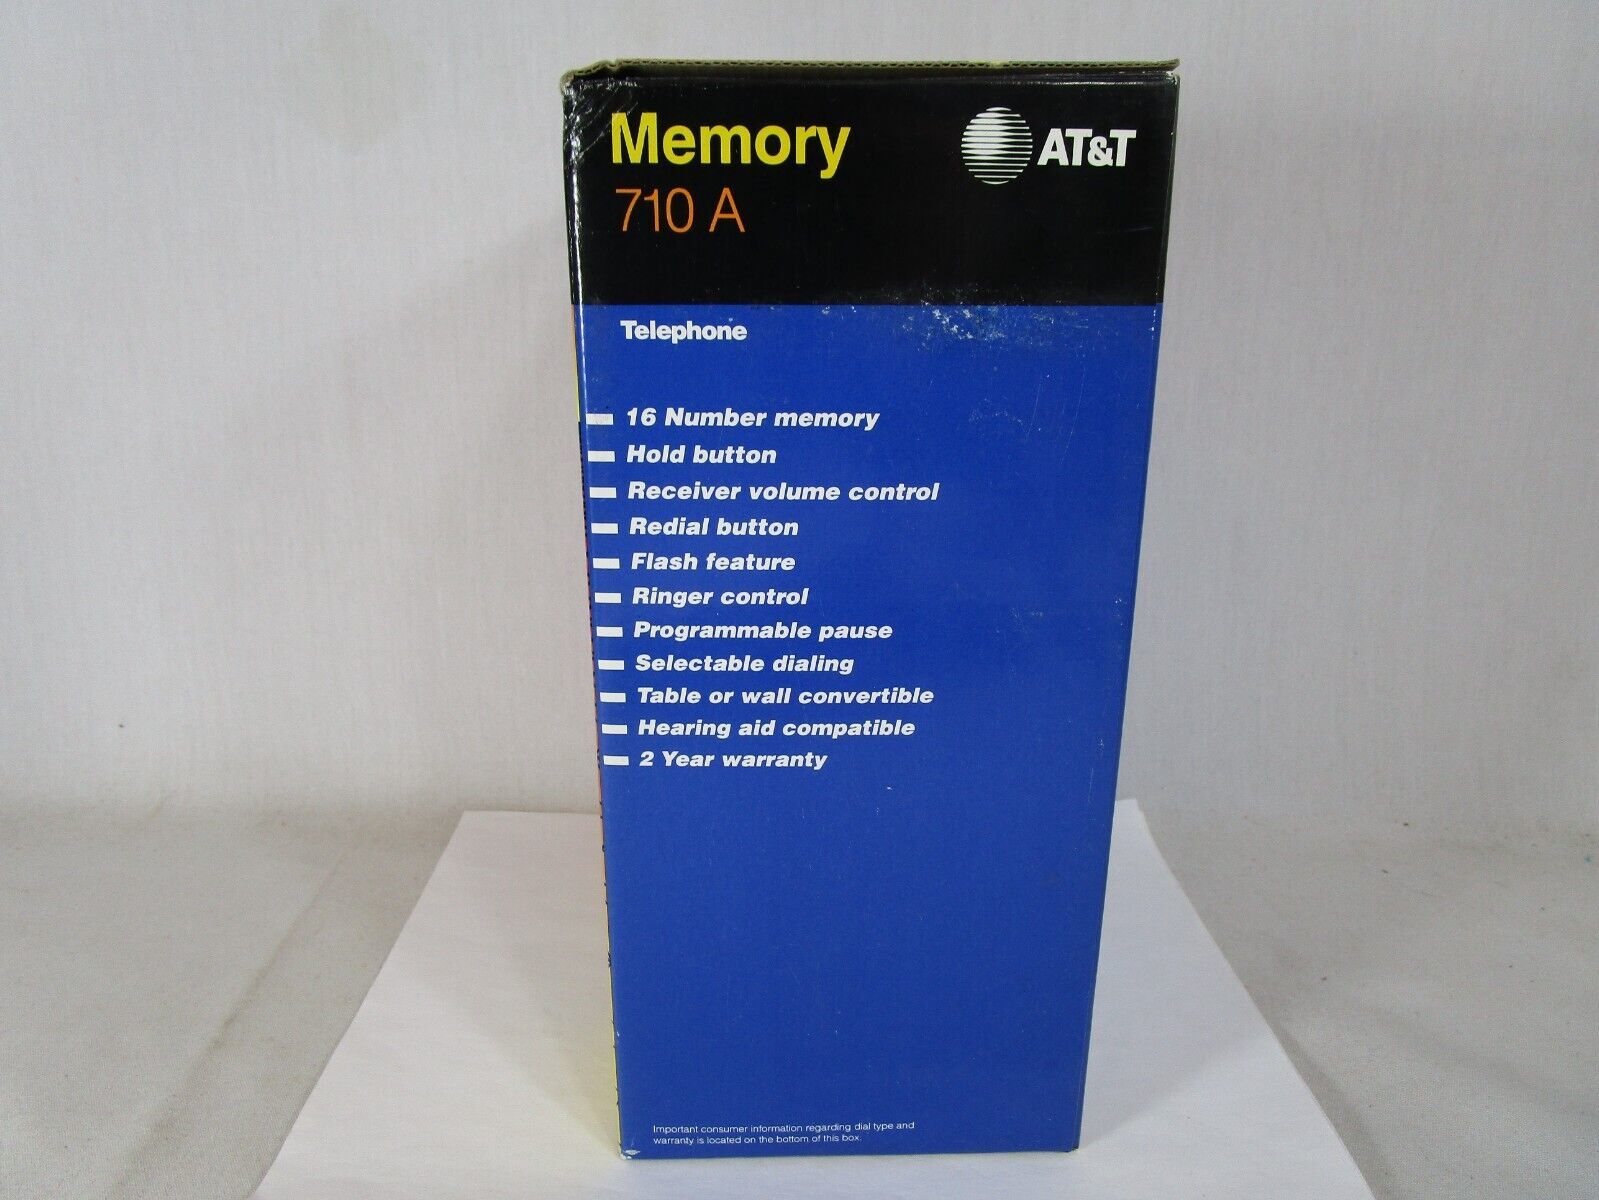 Memory
710 A
AT&T
Telephone
16 Number memory
Hold button
Receiver volume control
Redial button
Flash feature
Ringer control
Programmable pause
Selectable dialing
Table or wall convertible
Hearing aid compatible
2 Year warranty
Important consumer information regarding dial type and
warranty is located on the bottom of this box.